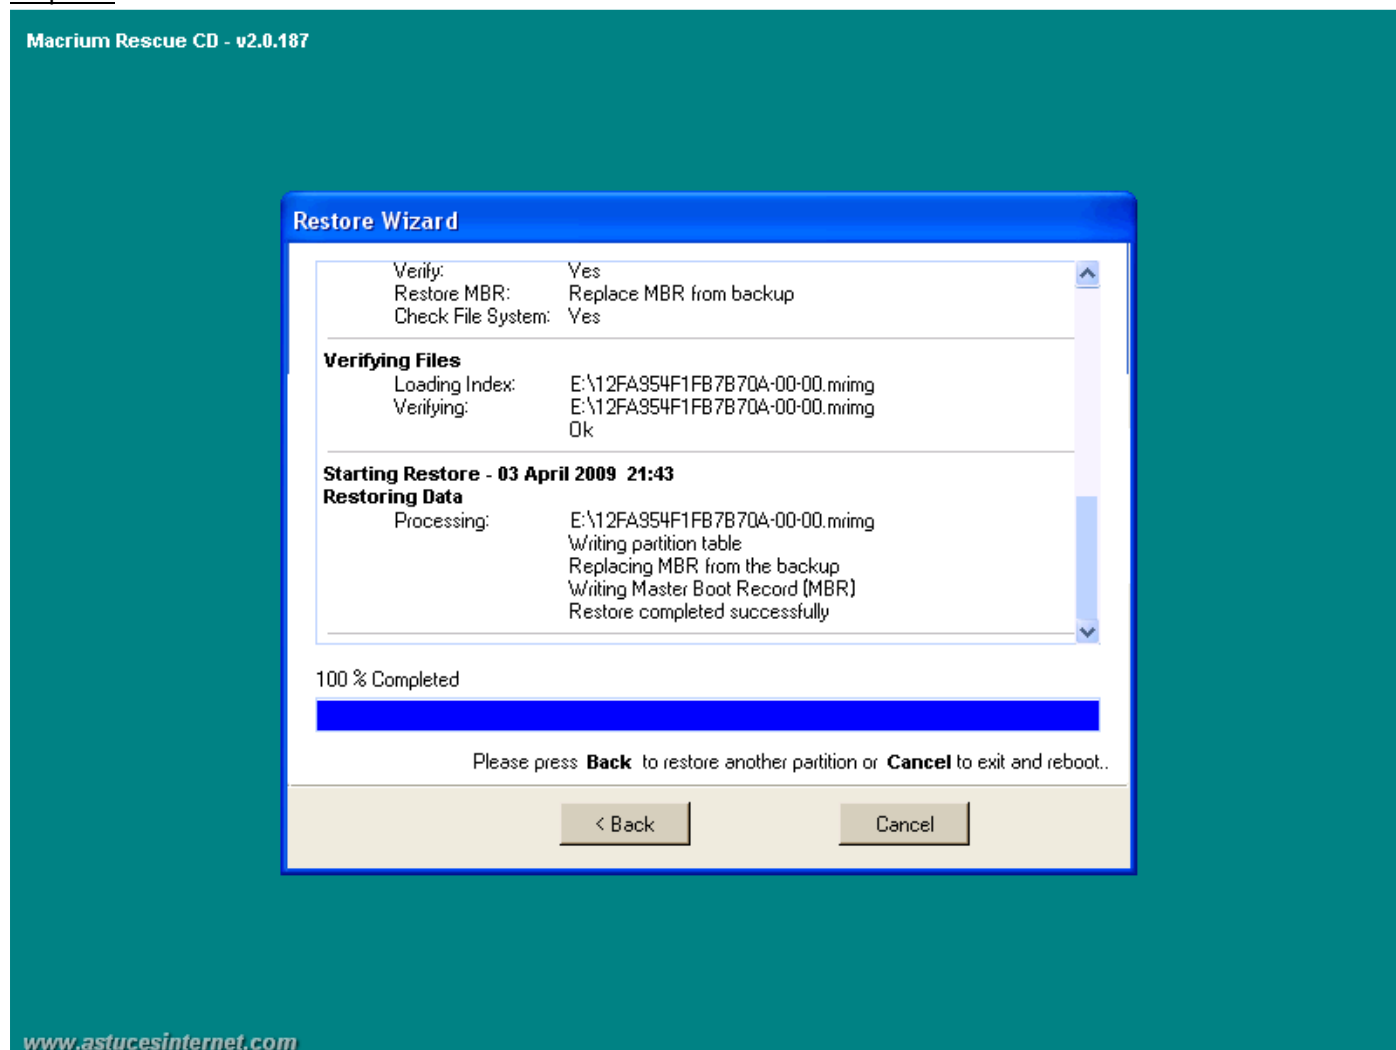 Macrium Rescue CD - v2.0.187
Restore Wizard
Verify: Yes
Restore MBR: Replace MBR from backup
Check File System: Yes
Verifying Files
Loading Index: E:\12FA954F1FB7B70A-00-00.mrimg
Verifying: E:\12FA954F1FB7B70A-00-00.mrimg
Ok
Starting Restore - 03 April 2009 21:43
Restoring Data
Processing: E:\12FA954F1FB7B70A-00-00.mrimg
Writing partition table
Replacing MBR from the backup
Writing Master Boot Record (MBR)
Restore completed successfully
100 % Completed
Please press Back to restore another partition or Cancel to exit and reboot..
< Back
Cancel
www.astucesinternet.com